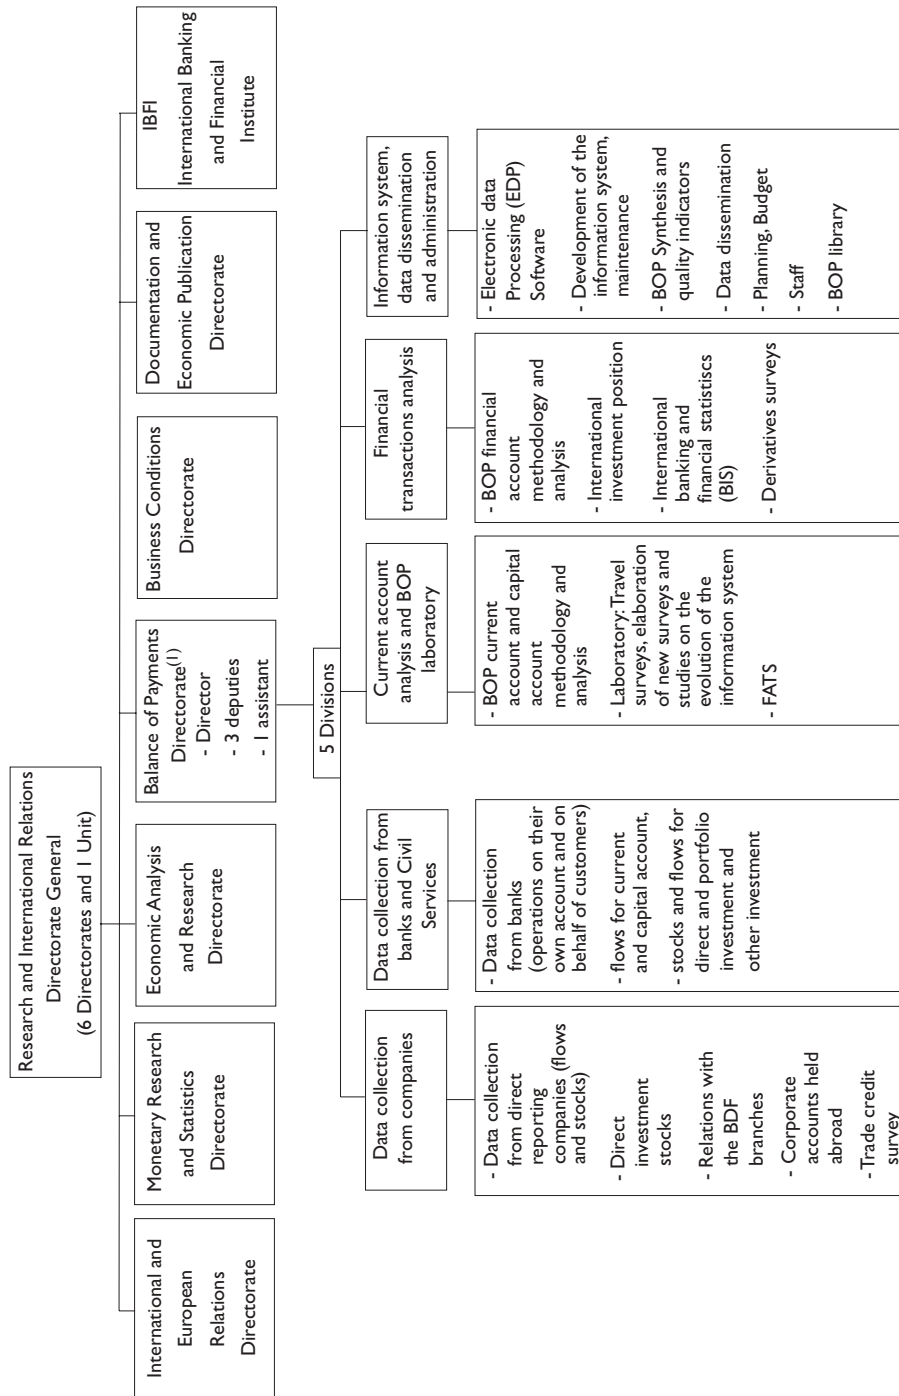 Research and International Relations
Directorate General
(6 Directorates and 1 Unit)
International and
European
Relations
Directorate
Monetary Research
and Statistics
Directorate
Economic Analysis
and Research
Directorate
Balance of Payments
Directorate(1)
- Director
- 3 deputies
- 1 assistant
Business Conditions
Directorate
Documentation and
Economic Publication
Directorate
IBFI
International Banking
and Financial
Institute
5 Divisions
Data collection
from companies
Data collection from
banks and Civil
Services
Current account
analysis and BOP
laboratory
Financial
transactions analysis
Information system,
data dissemination
and administration
- Data collection
from direct
reporting
companies (flows
and stocks)
- Direct
investment
stocks
- Relations with
the BDF
branches
- Corporate
accounts held
abroad
- Trade credit
survey
- Data collection
from banks
(operations on their
own account and on
behalf of customers)
- flows for current
and capital account,
- stocks and flows for
direct and portfolio
investment and
other investment
- BOP current
account and capital
account
methodology and
analysis
- Laboratory: Travel
surveys, elaboration
of new surveys and
studies on the
evolution of the
information system
- FATS
- BOP financial
account
methodology and
analysis
- International
investment position
- International
banking and
financial statistiscs
(BIS)
- Derivatives surveys
- Electronic data
Processing (EDP)
Software
- Development of the
information system,
maintenance
- BOP Synthesis and
quality indicators
- Data dissemination
- Planning, Budget
- Staff
- BOP library